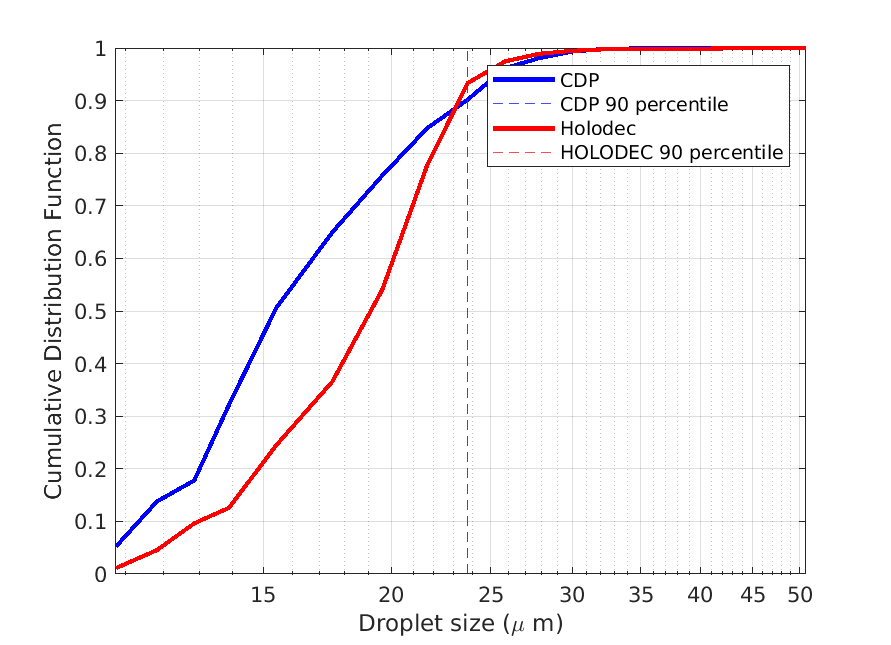 1
0.9
0.8
0.7
0.6
0.5
0.4
0.3
0.2
0.1
0
Cumulative Distribution Function
CDP
CDP 90 percentile
Holodec
HOLODEC 90 percentile
15 20 25 30 35 40 45 50
Droplet size (μ m)